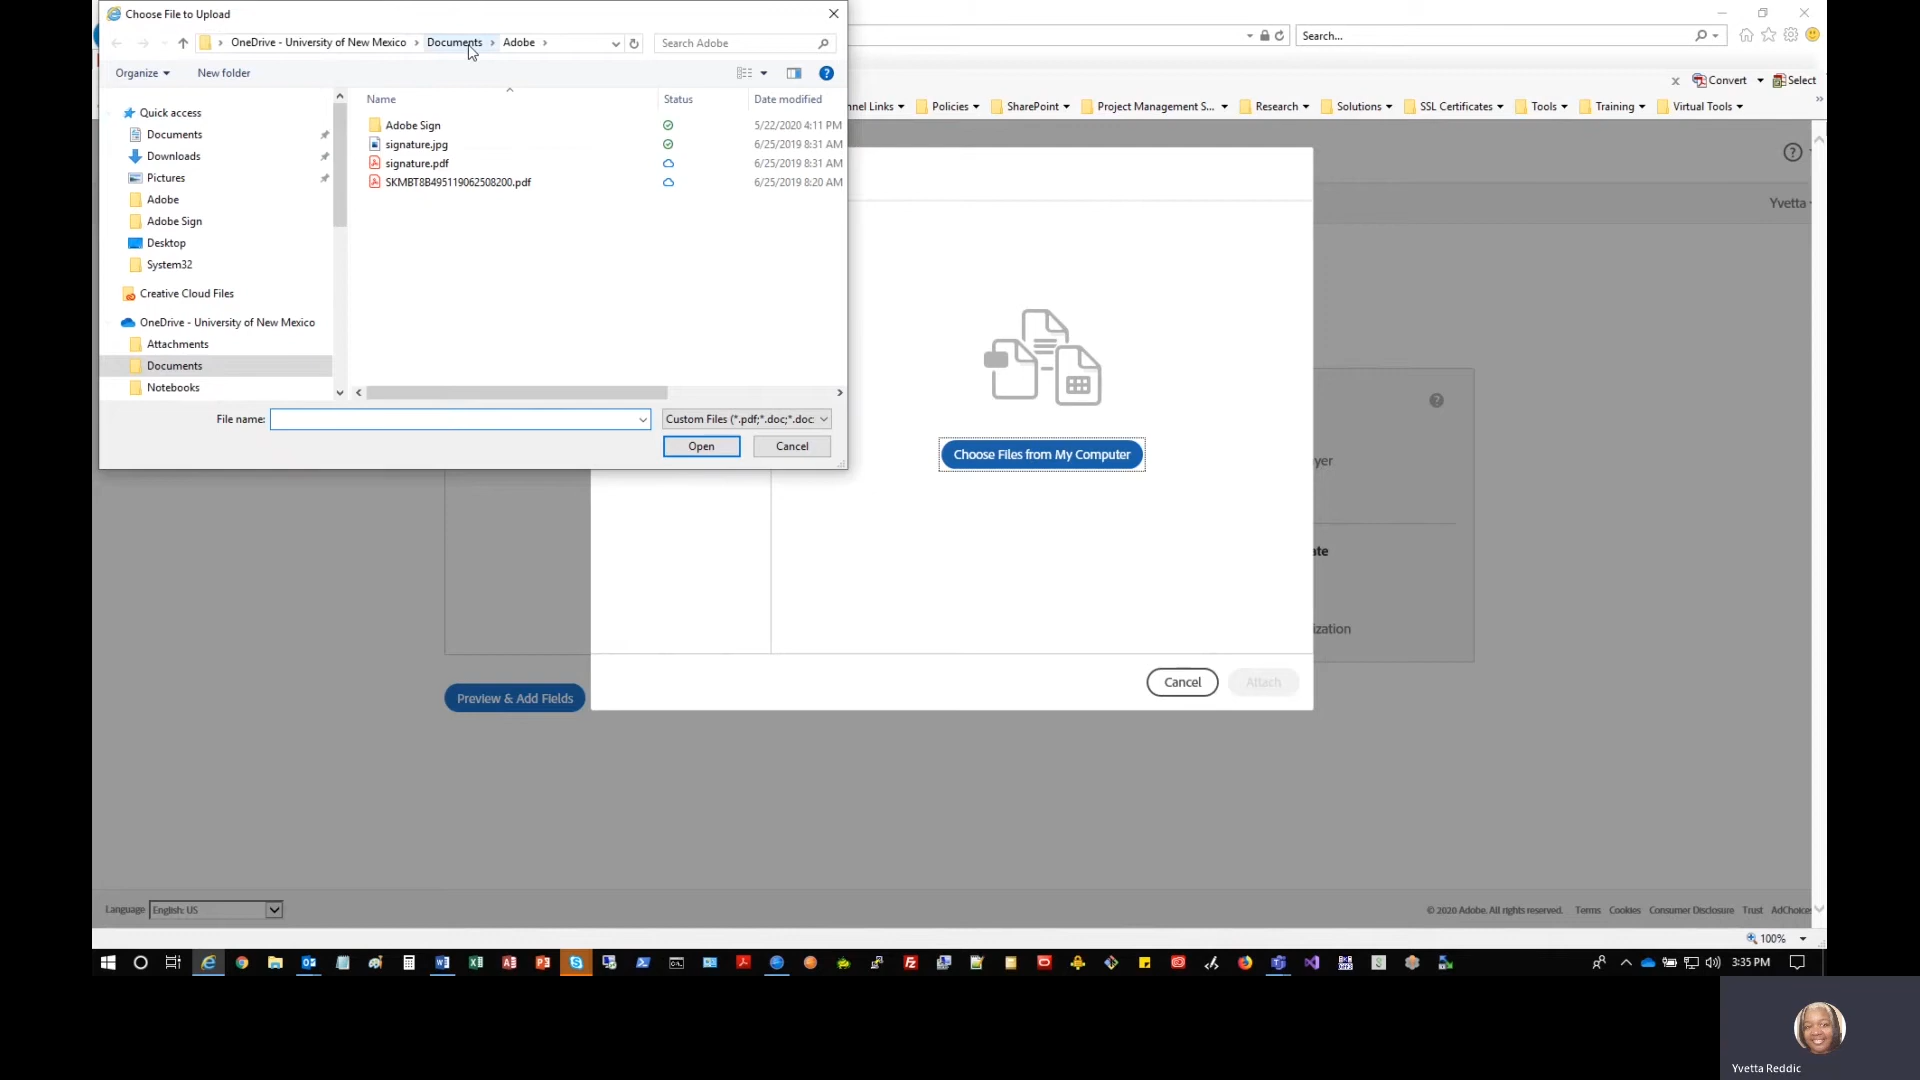 Choose File to Upload
OneDrive - University of New Mexico > Documents > Adobe >
Search Adobe
Search...
Organize
New folder
Convert
Select
nnel Links
Policies
SharePoint
Project Management S...
Research
Solutions
SSL Certificates
Tools
Training
Virtual Tools
Name
Status
Date modified
Quick access
Documents
Downloads
Pictures
Adobe
Adobe Sign
Desktop
System32
Creative Cloud Files
OneDrive - University of New Mexico
Attachments
Documents
Notebooks
Adobe Sign 5/22/2020 4:11 PM
signature.jpg 6/25/2019 8:31 AM
signature.pdf 6/25/2019 8:31 AM
SKMBT8B495119062508200.pdf 6/25/2019 8:20 AM
File name:
Custom Files (*.pdf;*.doc;*.doc:
Open
Cancel
Yvetta
Choose Files from My Computer
yer
ate
ization
Cancel
Attach
Preview & Add Fields
Language English: US
© 2020 Adobe. All rights reserved. Terms Cookies Consumer Disclosure Trust AdChoice
100%
3:35 PM
Yvetta Reddic